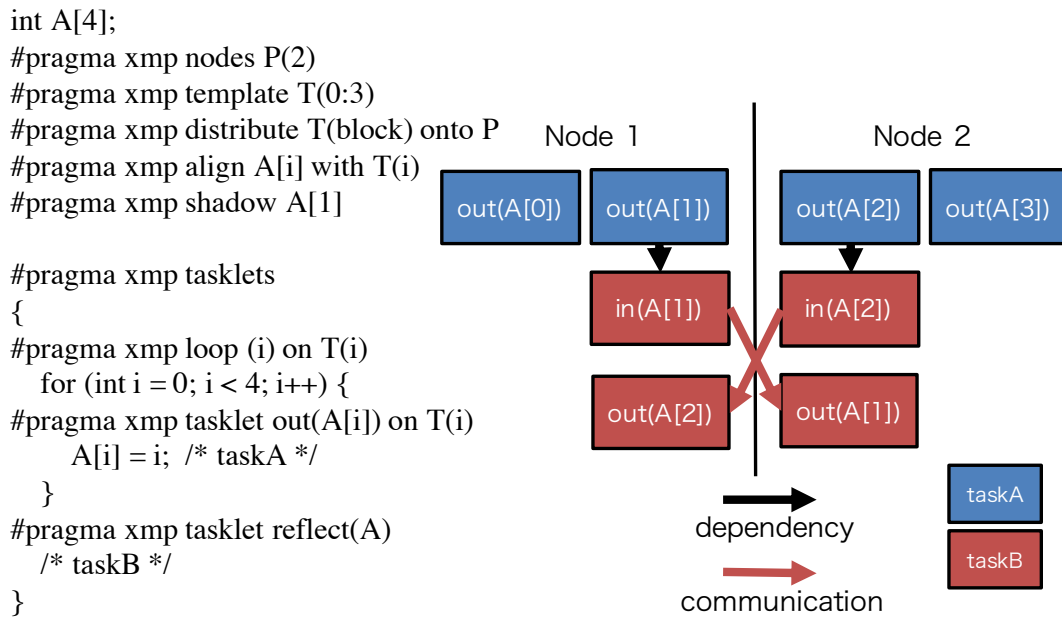 int A[4];
#pragma xmp nodes P(2)
#pragma xmp template T(0:3)
#pragma xmp distribute T(block) onto P
#pragma xmp align A[i] with T(i)
#pragma xmp shadow A[1]
#pragma xmp tasklets
{
#pragma xmp loop (i) on T(i)
for (int i = 0; i < 4; i++) {
#pragma xmp tasklet out(A[i]) on T(i)
A[i] = i; /* taskA */
}
#pragma xmp tasklet reflect(A)
/* taskB */
}
Node 1
Node 2
out(A[0])
out(A[1])
out(A[2])
out(A[3])
in(A[1])
in(A[2])
out(A[2])
out(A[1])
dependency
communication
taskA
taskB